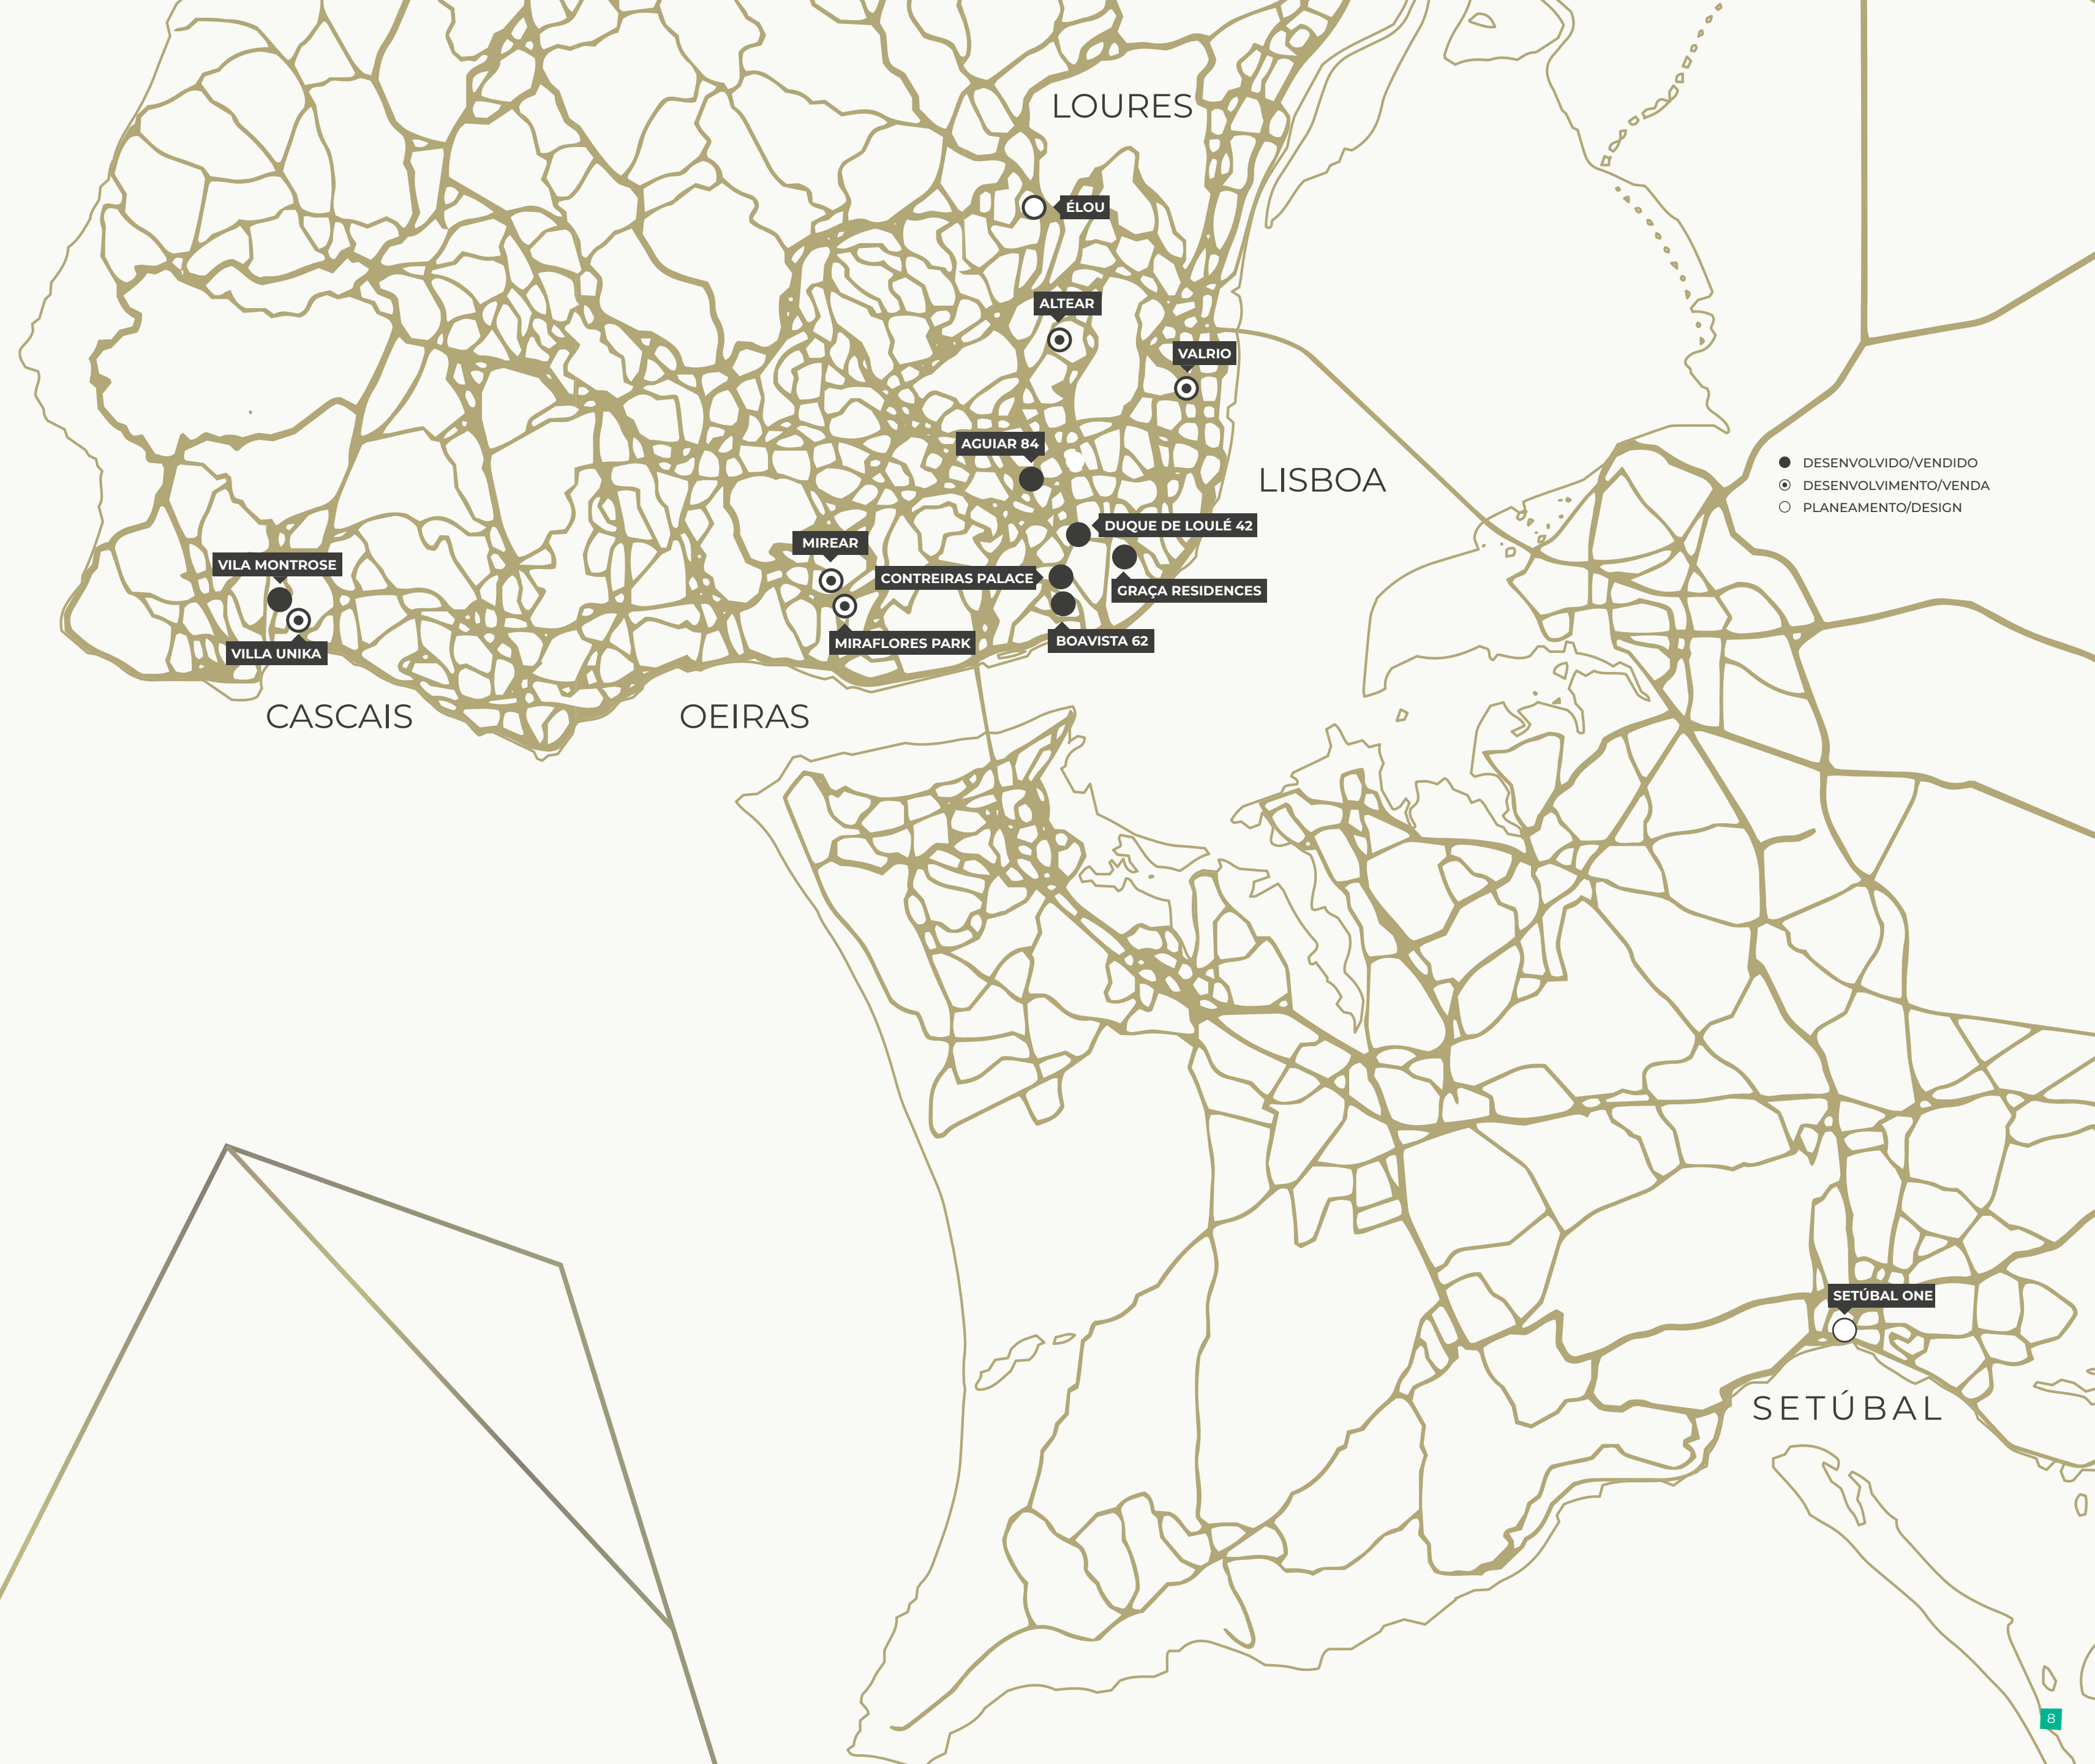 LOURES
ÉLOU
ALTEAR
VALRIO
AGUIAR 84
DESENVOLVIDO/VENDIDO
LISBOA
DESENVOLVIMENTO/VENDA
PLANEAMENTO/DESIGN
DUQUE DE LOULÉ 42
MIREAR
VILA MONTROSE
CONTREIRAS PALACE
GRAÇA RESIDENCES
BOAVISTA 62
MIRAFLORES PARK
VILLA UNIKA
CASCAIS
OEIRAS
SETÚBAL ONE
SETÚBAL
8